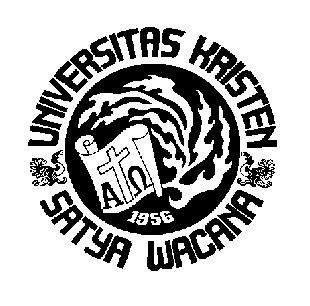 UNIVERSITAS KRISTEN
Α Ω
1956
SATYA WACANA